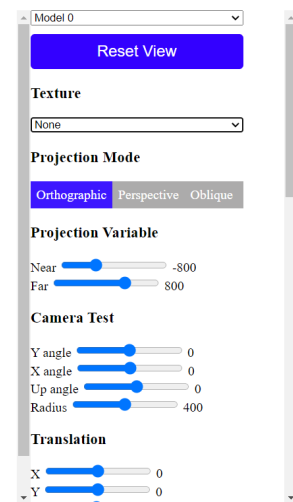 Model 0
Reset View
Texture
None
Projection Mode
Orthographic Perspective Oblique
Projection Variable
Near -800
Far 800
Camera Test
Y angle 0
X angle 0
Up angle 0
Radius 400
Translation
X 0
Y 0